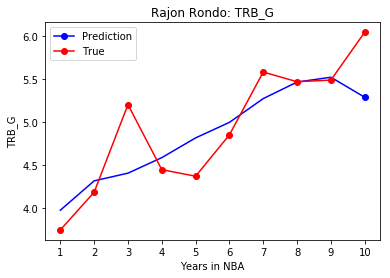 Rajon Rondo: TRB_G
Prediction
True
6.0
5.5
5.0
4.5
4.0
TRB_G
1 2 3 4 5 6 7 8 9 10
Years in NBA